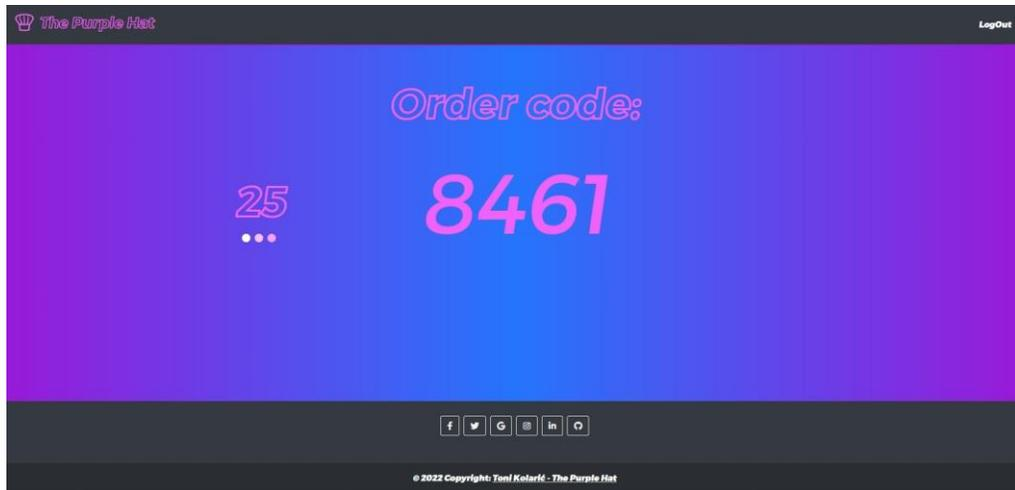 The Purple Hat
LogOut
Order code:
25
8461
© 2022 Copyright: Toni Kolarić - The Purple Hat